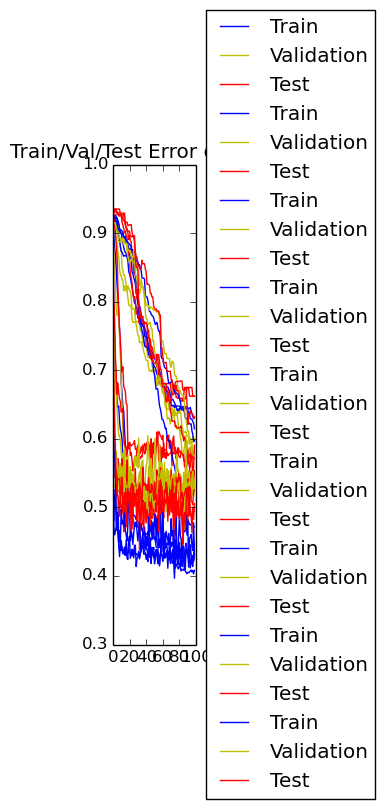 Train/Val/Test Error
1.0
0.9
0.8
0.7
0.6
0.5
0.4
0.3
0 20 40 60 80 100
Train
Validation
Test
Train
Validation
Test
Train
Validation
Test
Train
Validation
Test
Train
Validation
Test
Train
Validation
Test
Train
Validation
Test
Train
Validation
Test
Train
Validation
Test